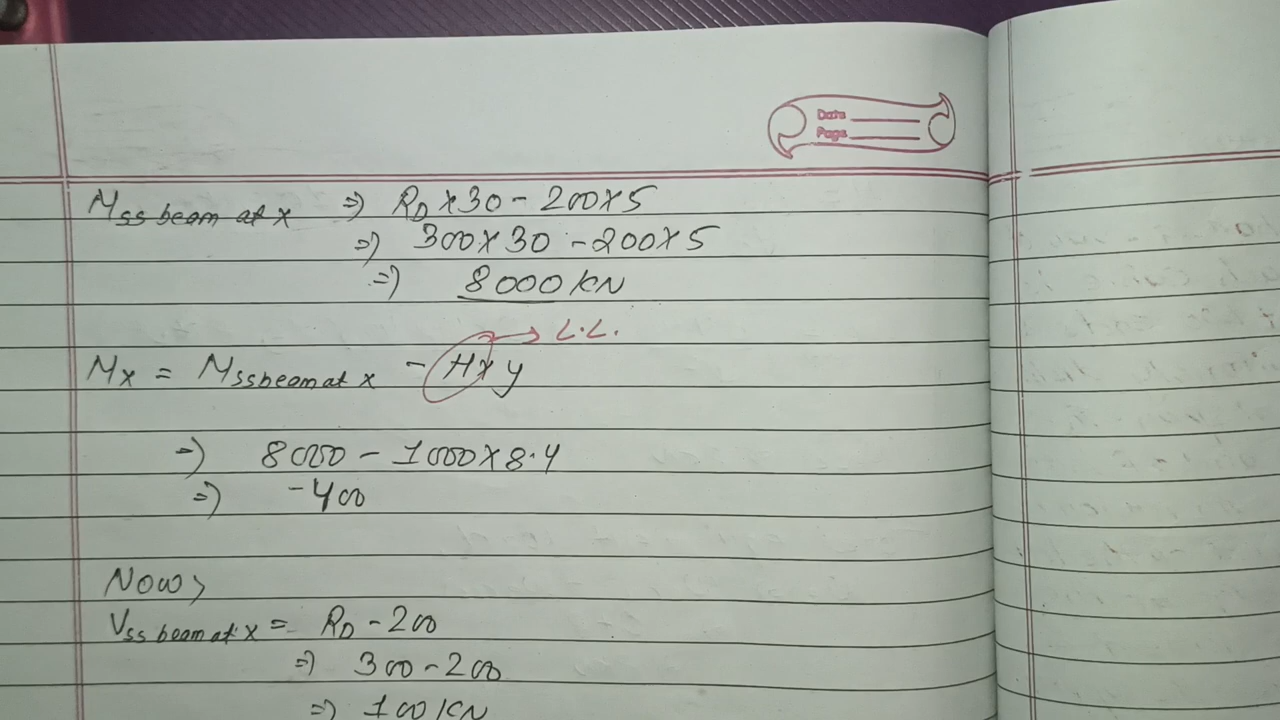 Date
Page
Mss beam at x ⇒ RD × 30 - 200×5
⇒ 300×30 - 200×5
⇒ 8000 KN
→ L.L.
Mx = Mss beam at x - H×y
⇒ 8000 - 1000×8.4
⇒ -400
Now,
Vss beam at x = RD - 200
⇒ 300 - 200
⇒ 100 KN